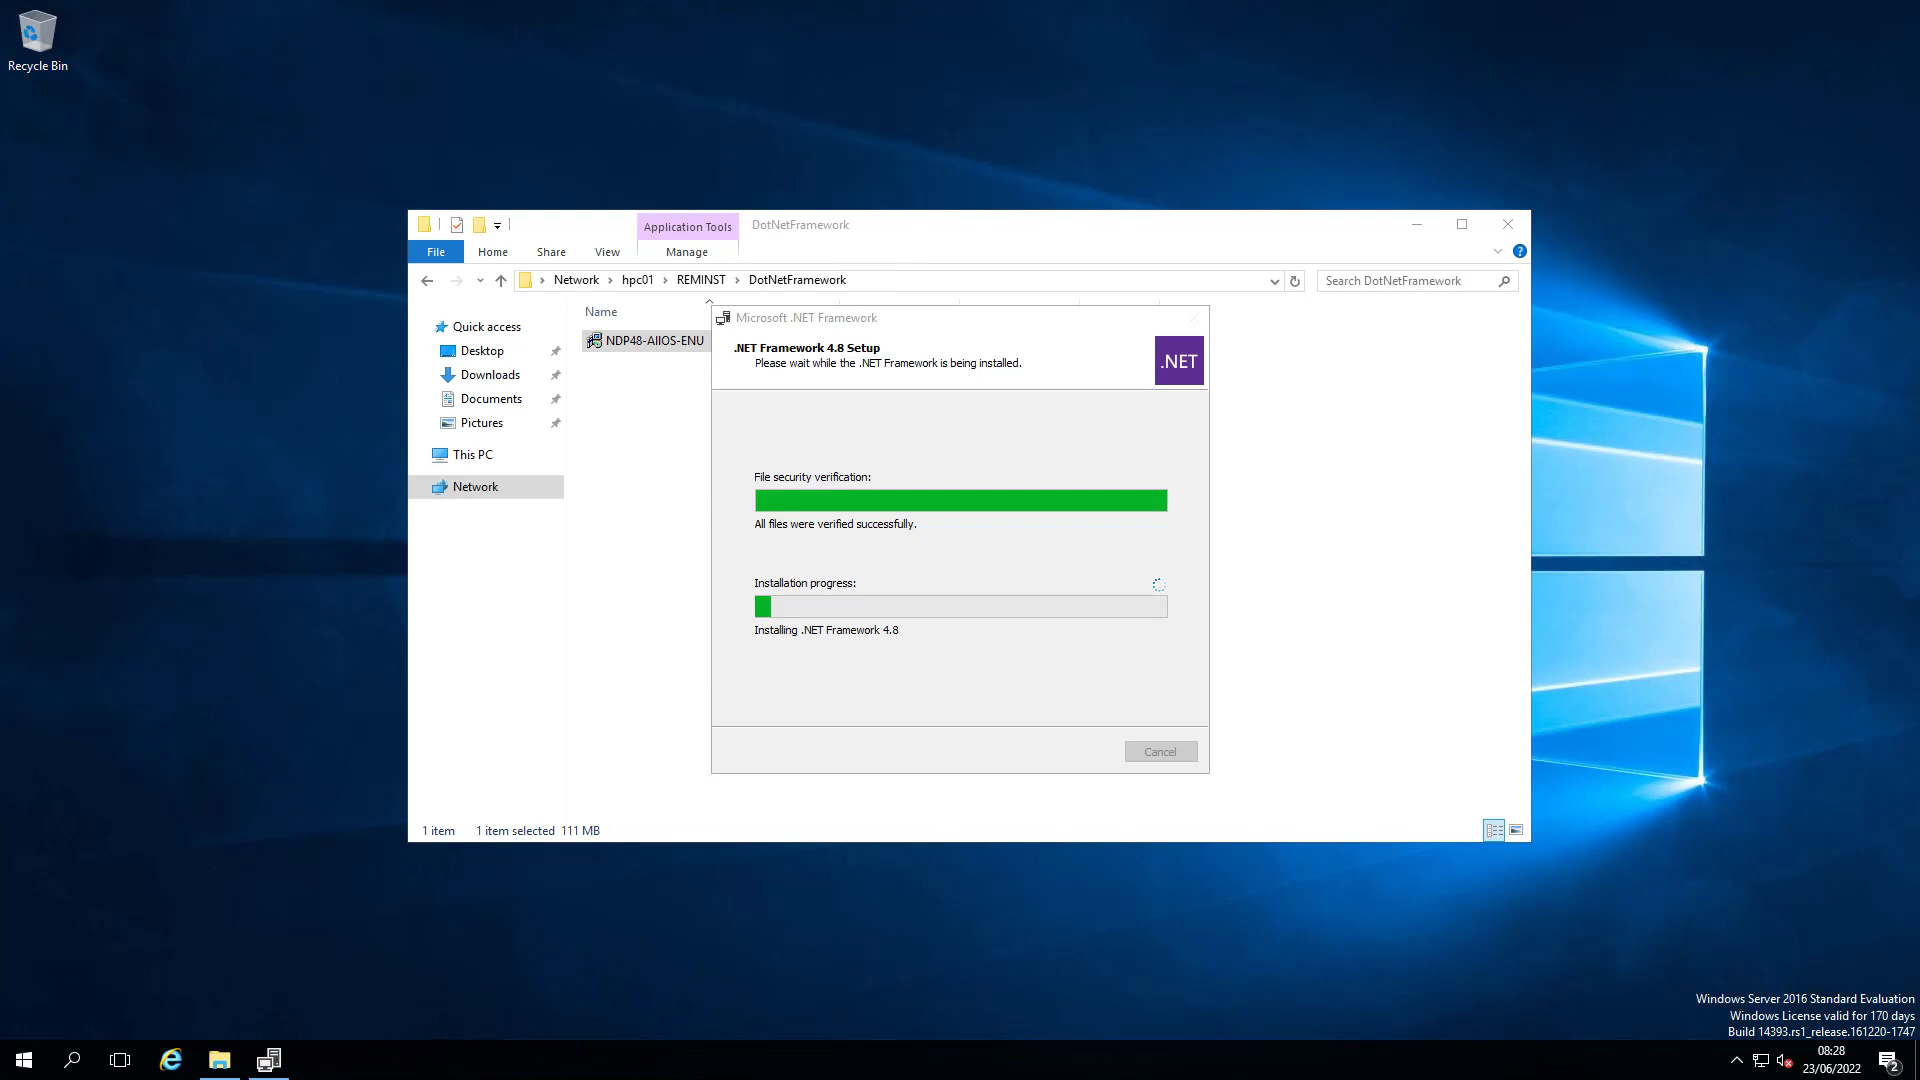 Recycle Bin
Application Tools
DotNetFramework
File
Home
Share
View
Manage
?
Network
hpc01
REMINST
DotNetFramework
Search DotNetFramework
Name
Quick access
Desktop
Downloads
Documents
Pictures
This PC
Network
NDP48-AllOS-ENU
Microsoft .NET Framework
.NET Framework 4.8 Setup
Please wait while the .NET Framework is being installed.
.NET
File security verification:
All files were verified successfully.
Installation progress:
Installing .NET Framework 4.8
Cancel
1 item
1 item selected 111 MB
Windows Server 2016 Standard Evaluation
Windows License valid for 170 days
Build 14393.rs1_release.161220-1747
08:28
23/06/2022
2